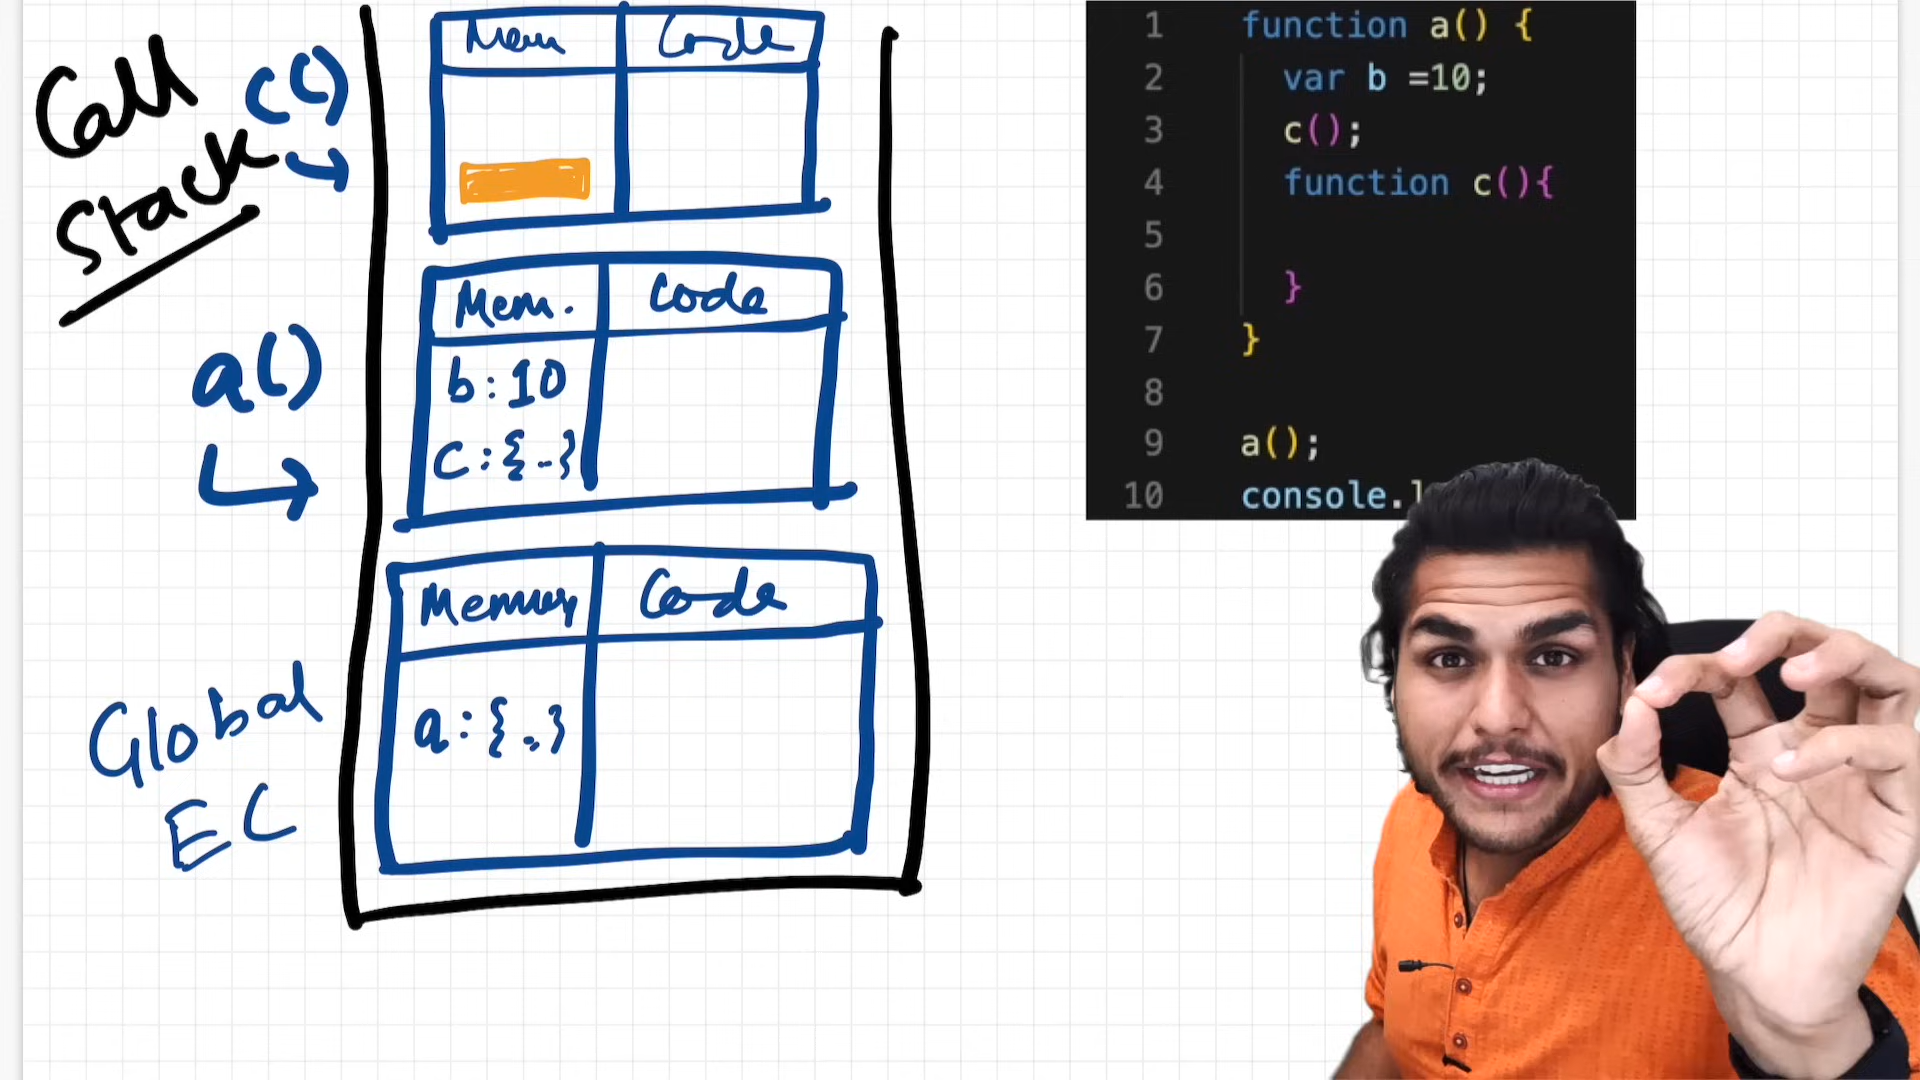 Call
Stack
c()
Mem Code
a()
Mem. Code
b:10
c:{..}
Global
EC
Memory Code
a:{..}
1 function a() {
2 var b =10;
3 c();
4 function c(){
5
6 }
7 }
8
9 a();
10 console.l